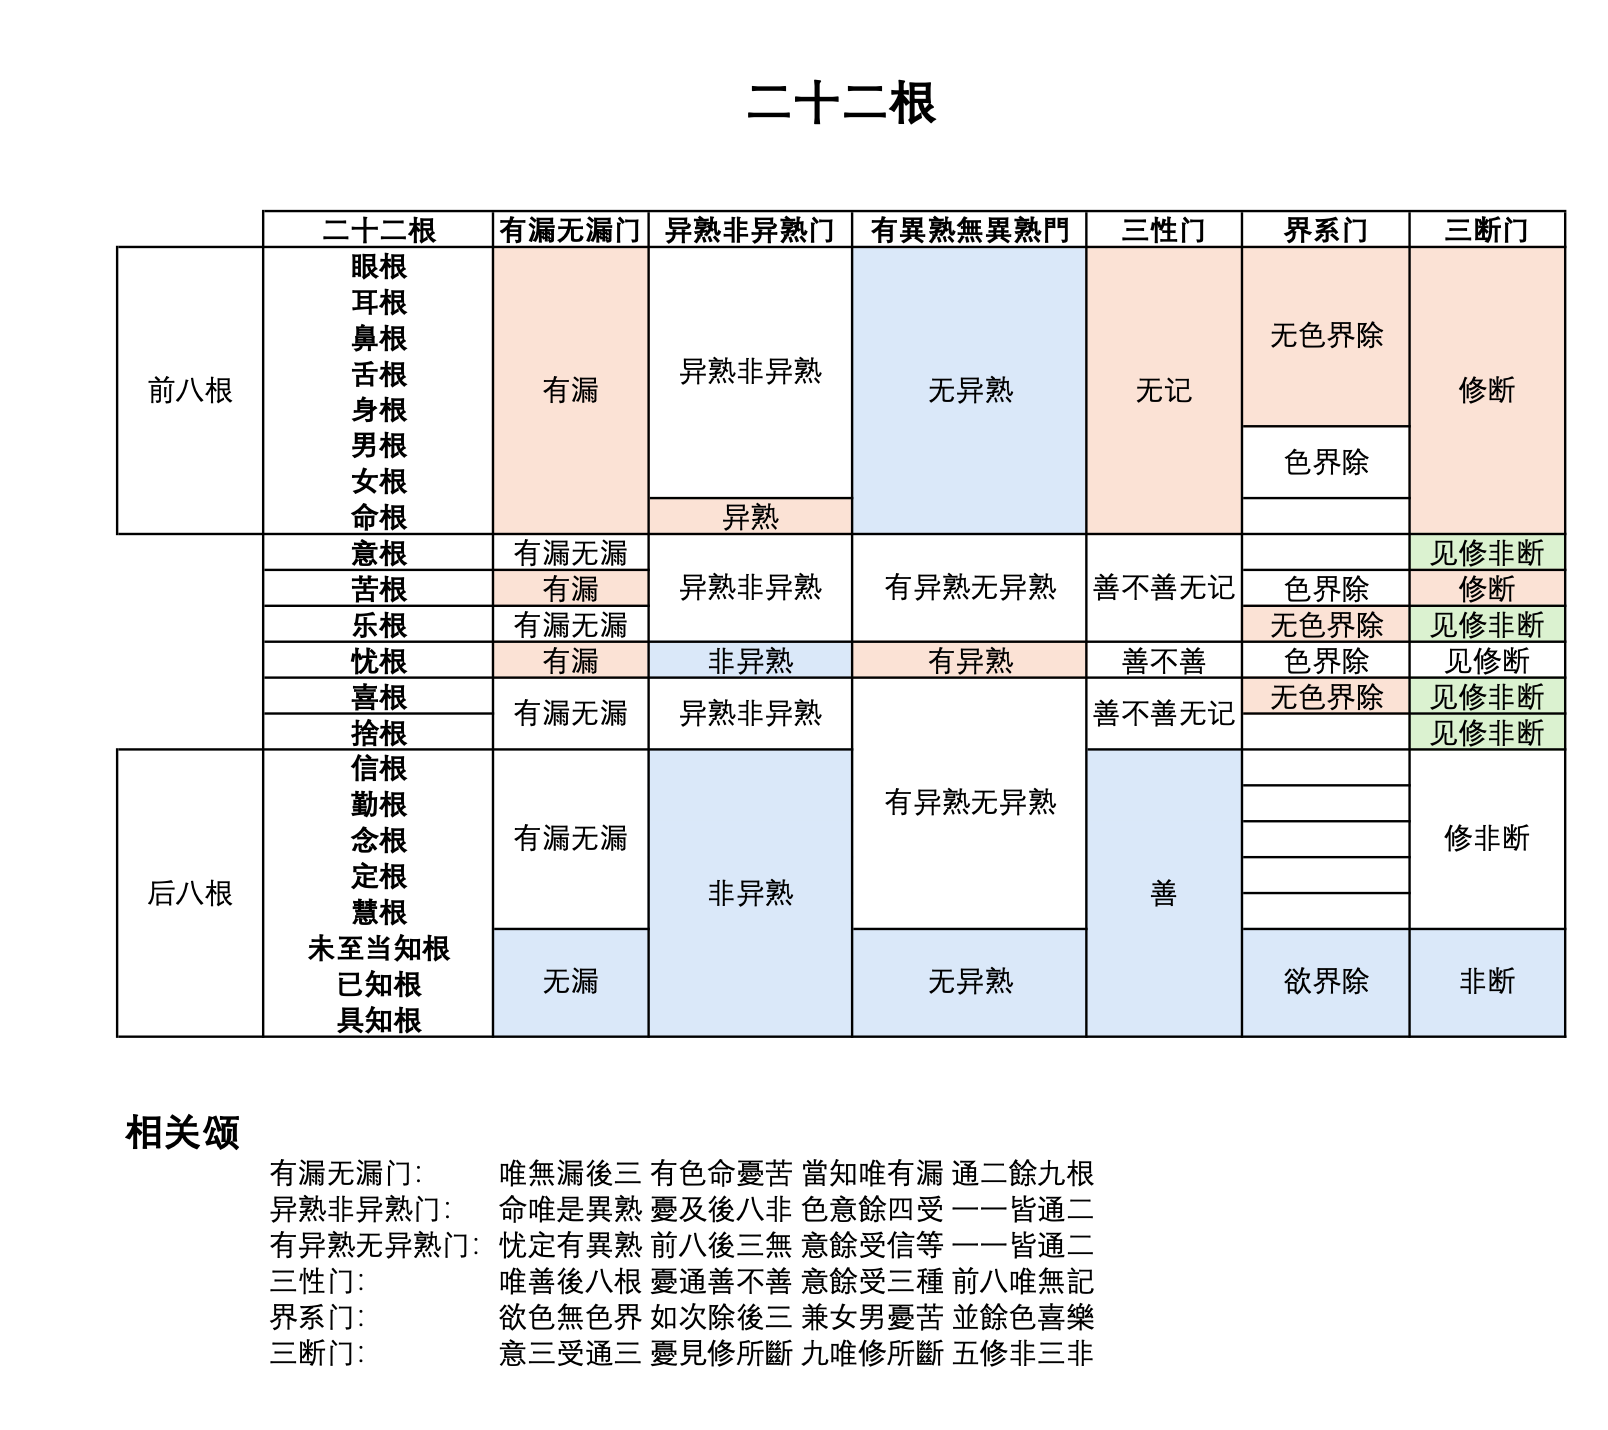 二十二根
二十二根 有漏无漏门 异熟非异熟门 有異熟無異熟門 三性门 界系门 三断门
眼根
耳根
鼻根 无色界除
舌根 异熟非异熟
前八根 身根 有漏 无异熟 无记 修断
男根
女根 色界除
命根 异熟
意根 有漏无漏 见修非断
苦根 有漏 异熟非异熟 有异熟无异熟 善不善无记 色界除 修断
乐根 有漏无漏 无色界除 见修非断
忧根 有漏 非异熟 有异熟 善不善 色界除 见修断
喜根 有漏无漏 异熟非异熟 善不善无记 无色界除 见修非断
捨根 见修非断
信根
勤根 有异熟无异熟
念根 有漏无漏 修非断
定根
后八根 慧根 非异熟 善
未至当知根
已知根 无漏 无异熟 欲界除 非断
具知根
相关颂
有漏无漏门： 唯無漏後三 有色命憂苦 當知唯有漏 通二餘九根
异熟非异熟门： 命唯是異熟 憂及後八非 色意餘四受 一一皆通二
有异熟无异熟门： 忧定有異熟 前八後三無 意餘受信等 一一皆通二
三性门： 唯善後八根 憂通善不善 意餘受三種 前八唯無記
界系门： 欲色無色界 如次除後三 兼女男憂苦 並餘色喜樂
三断门： 意三受通三 憂見修所斷 九唯修所斷 五修非三非